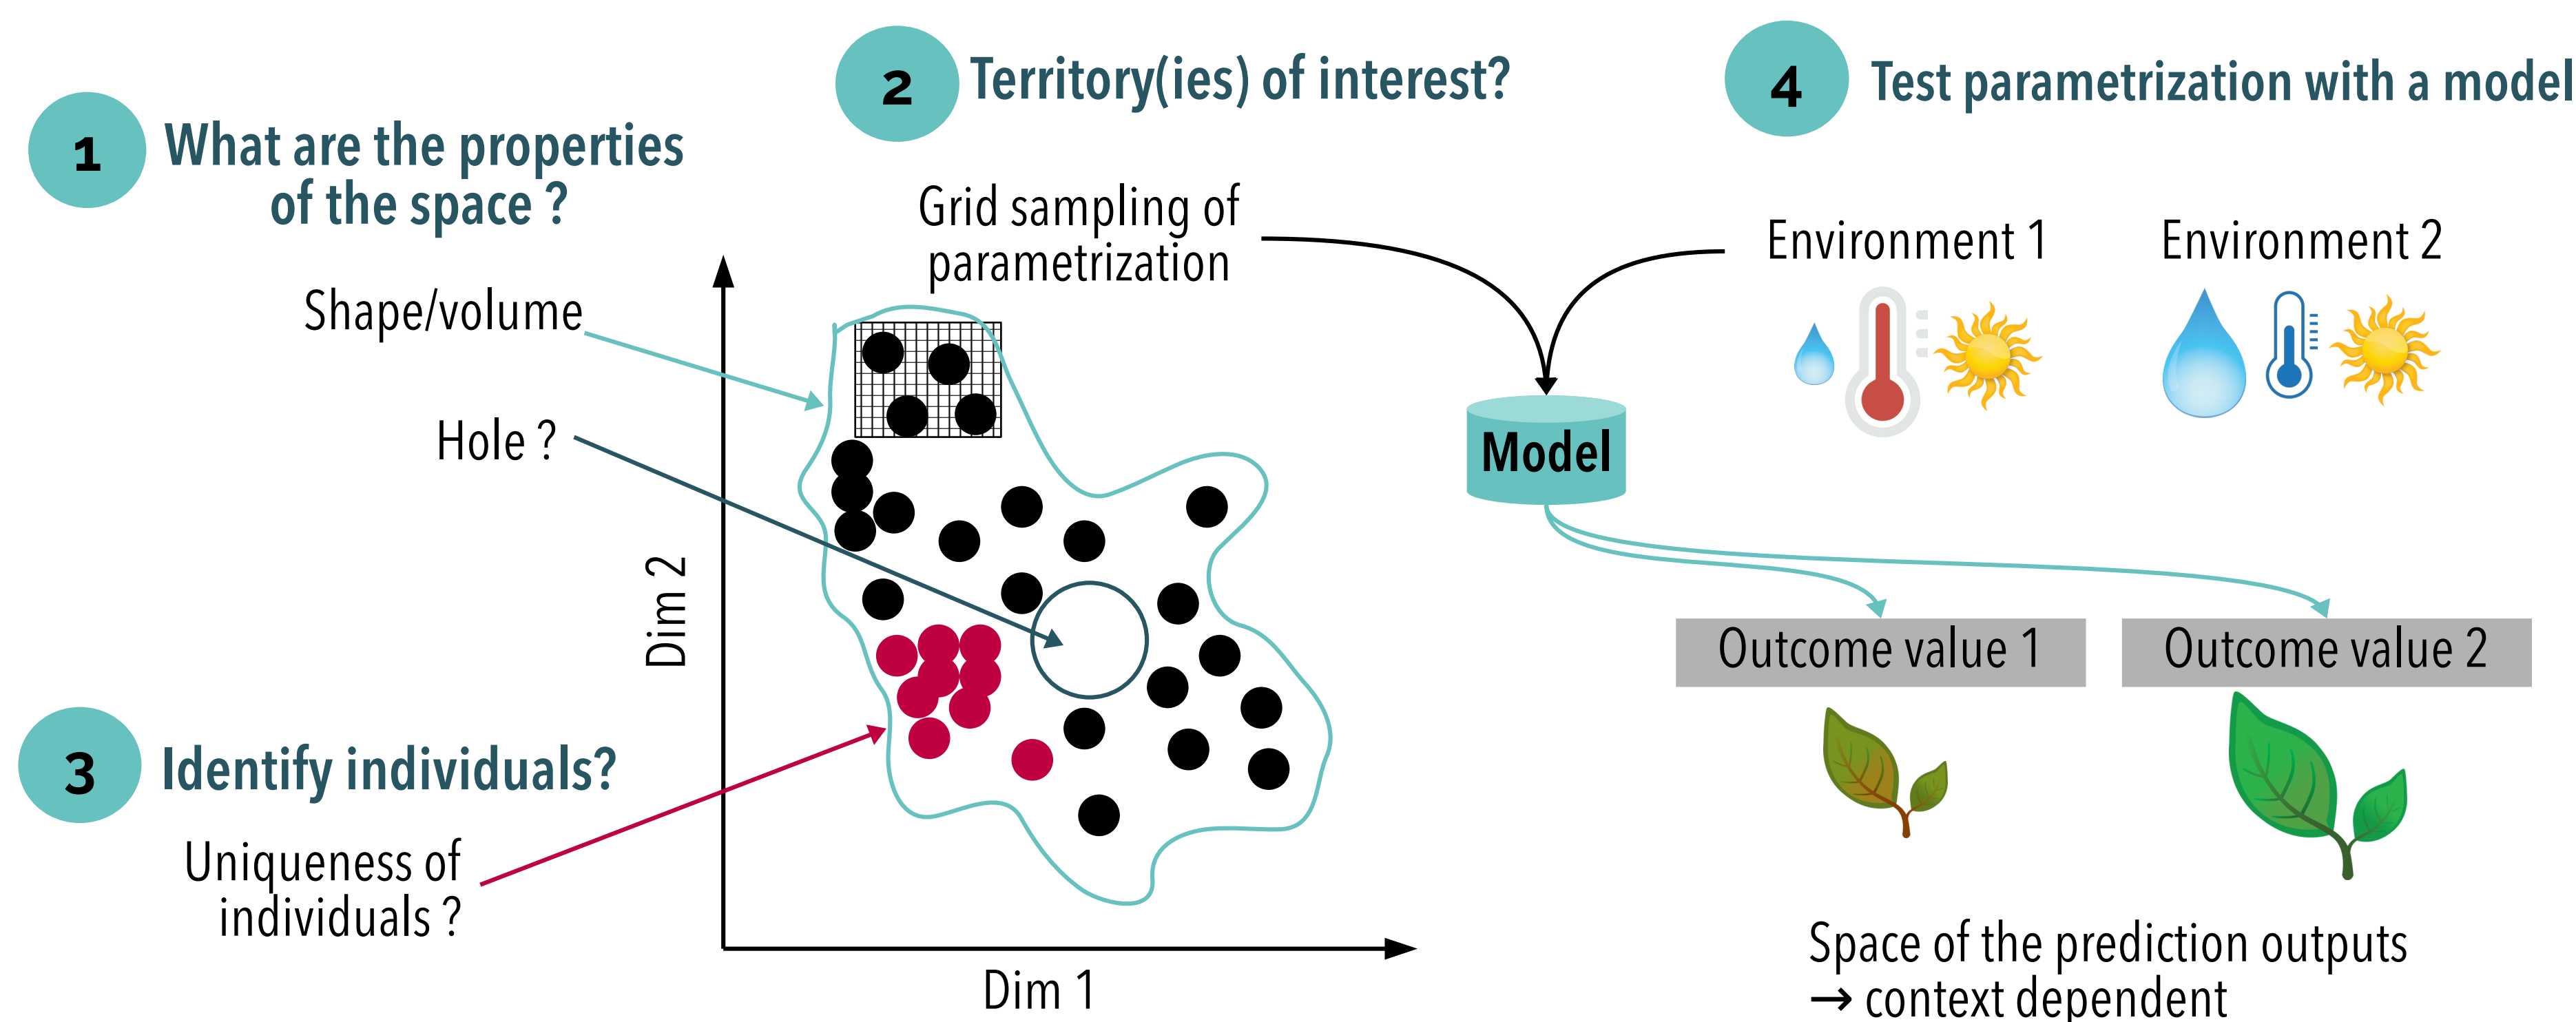 1
What are the properties
of the space ?
Shape/volume
Hole ?
2
Territory(ies) of interest?
Grid sampling of
parametrization
3
Identify individuals?
Uniqueness of
individuals ?
Dim 2
Dim 1
4
Test parametrization with a model
Environment 1
Environment 2
Model
Outcome value 1
Outcome value 2
Space of the prediction outputs
→ context dependent